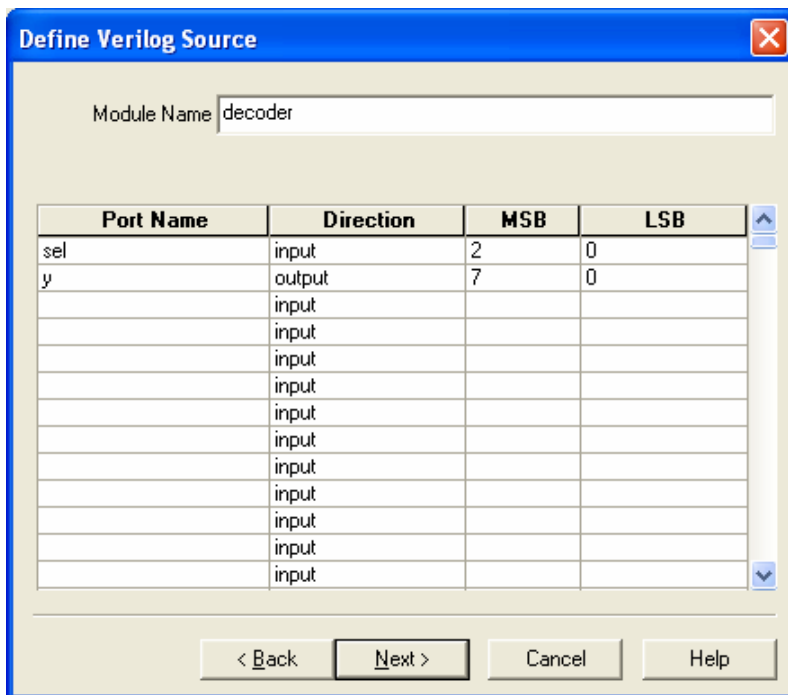 Define Verilog Source
Module Name decoder
Port Name Direction MSB LSB
sel input 2 0
y output 7 0
input
input
input
input
input
input
input
input
input
input
input
< Back Next > Cancel Help